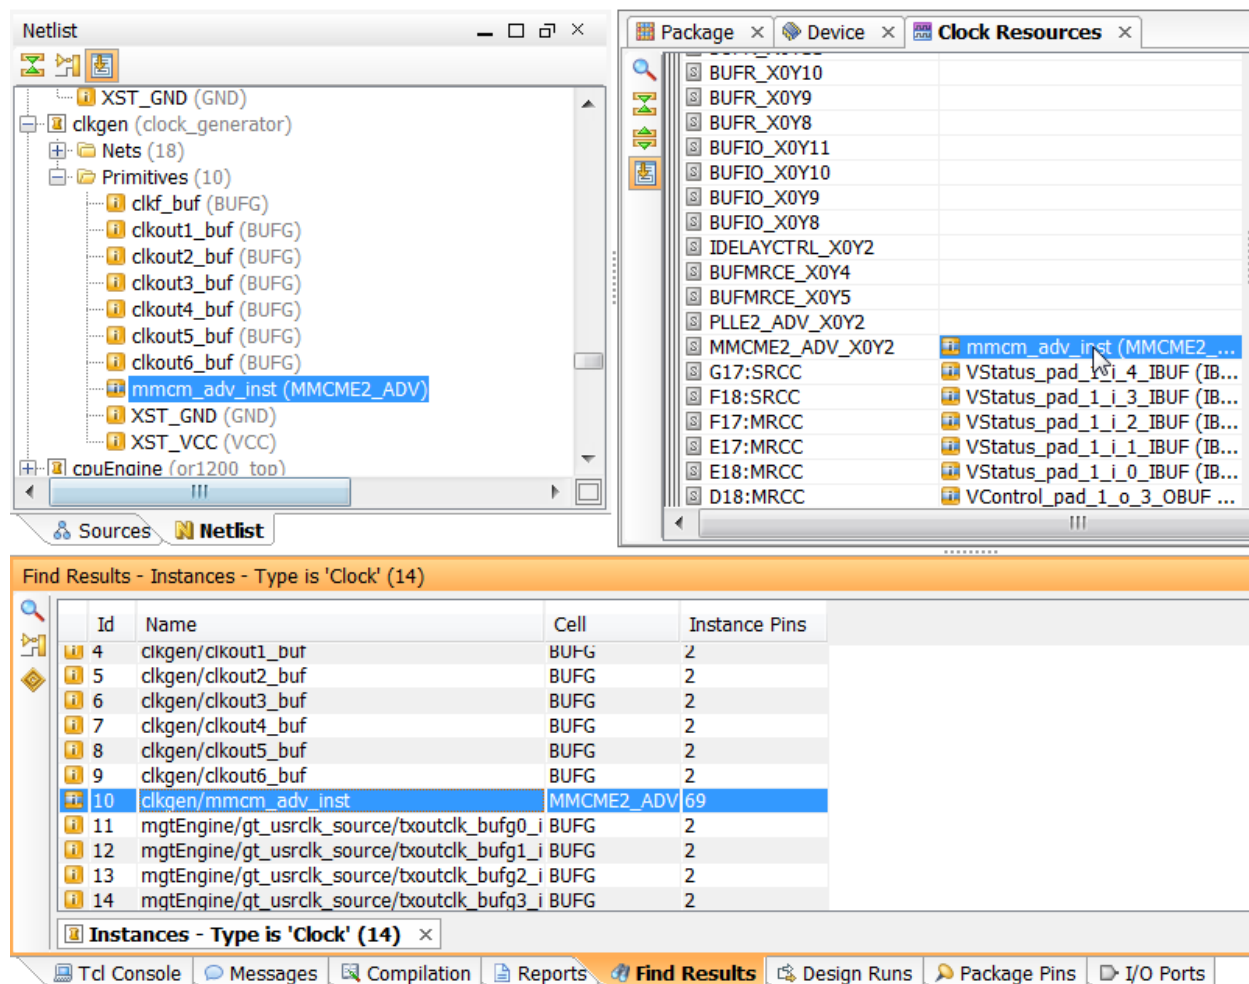 Netlist
XST_GND (GND)
clkgen (clock_generator)
Nets (18)
Primitives (10)
clkf_buf (BUFG)
clkout1_buf (BUFG)
clkout2_buf (BUFG)
clkout3_buf (BUFG)
clkout4_buf (BUFG)
clkout5_buf (BUFG)
clkout6_buf (BUFG)
mmcm_adv_inst (MMCME2_ADV)
XST_GND (GND)
XST_VCC (VCC)
cpuEngine (or1200_top)
Sources Netlist
Package Device Clock Resources
BUFR_X0Y10
BUFR_X0Y9
BUFR_X0Y8
BUFIO_X0Y11
BUFIO_X0Y10
BUFIO_X0Y9
BUFIO_X0Y8
IDELAYCTRL_X0Y2
BUFMRCE_X0Y4
BUFMRCE_X0Y5
PLLE2_ADV_X0Y2
MMCME2_ADV_X0Y2 mmcm_adv_inst (MMCME2_...
G17:SRCC VStatus_pad_1_i_4_IBUF (IB...
F18:SRCC VStatus_pad_1_i_3_IBUF (IB...
F17:MRCC VStatus_pad_1_i_2_IBUF (IB...
E17:MRCC VStatus_pad_1_i_1_IBUF (IB...
E18:MRCC VStatus_pad_1_i_0_IBUF (IB...
D18:MRCC VControl_pad_1_o_3_OBUF ...
Find Results - Instances - Type is 'Clock' (14)
Id Name Cell Instance Pins
4 clkgen/clkout1_buf BUFG 2
5 clkgen/clkout2_buf BUFG 2
6 clkgen/clkout3_buf BUFG 2
7 clkgen/clkout4_buf BUFG 2
8 clkgen/clkout5_buf BUFG 2
9 clkgen/clkout6_buf BUFG 2
10 clkgen/mmcm_adv_inst MMCME2_ADV 69
11 mgtEngine/gt_usrclk_source/txoutclk_bufg0_i BUFG 2
12 mgtEngine/gt_usrclk_source/txoutclk_bufg1_i BUFG 2
13 mgtEngine/gt_usrclk_source/txoutclk_bufg2_i BUFG 2
14 mgtEngine/gt_usrclk_source/txoutclk_bufg3_i BUFG 2
Instances - Type is 'Clock' (14)
Tcl Console Messages Compilation Reports Find Results Design Runs Package Pins I/O Ports